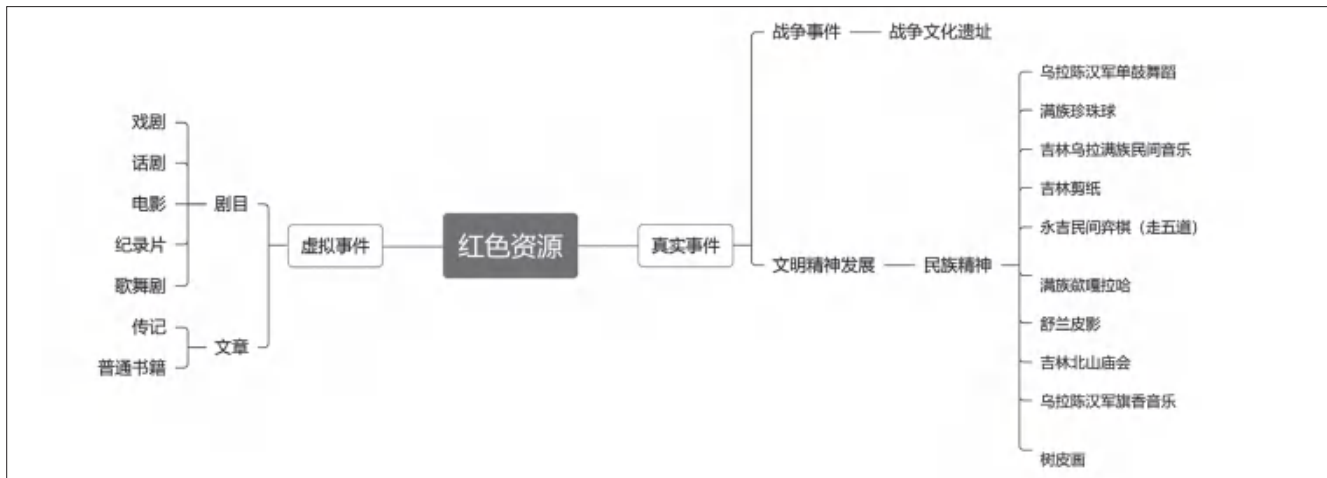 红色资源
虚拟事件
剧目
戏剧
话剧
电影
纪录片
歌舞剧
文章
传记
普通书籍
真实事件
战争事件
战争文化遗址
文明精神发展
民族精神
乌拉陈汉军单鼓舞蹈
满族珍珠球
吉林乌拉满族民间音乐
吉林剪纸
永吉民间弈棋（走五道）
满族歘嘎拉哈
舒兰皮影
吉林北山庙会
乌拉陈汉军旗香音乐
树皮画